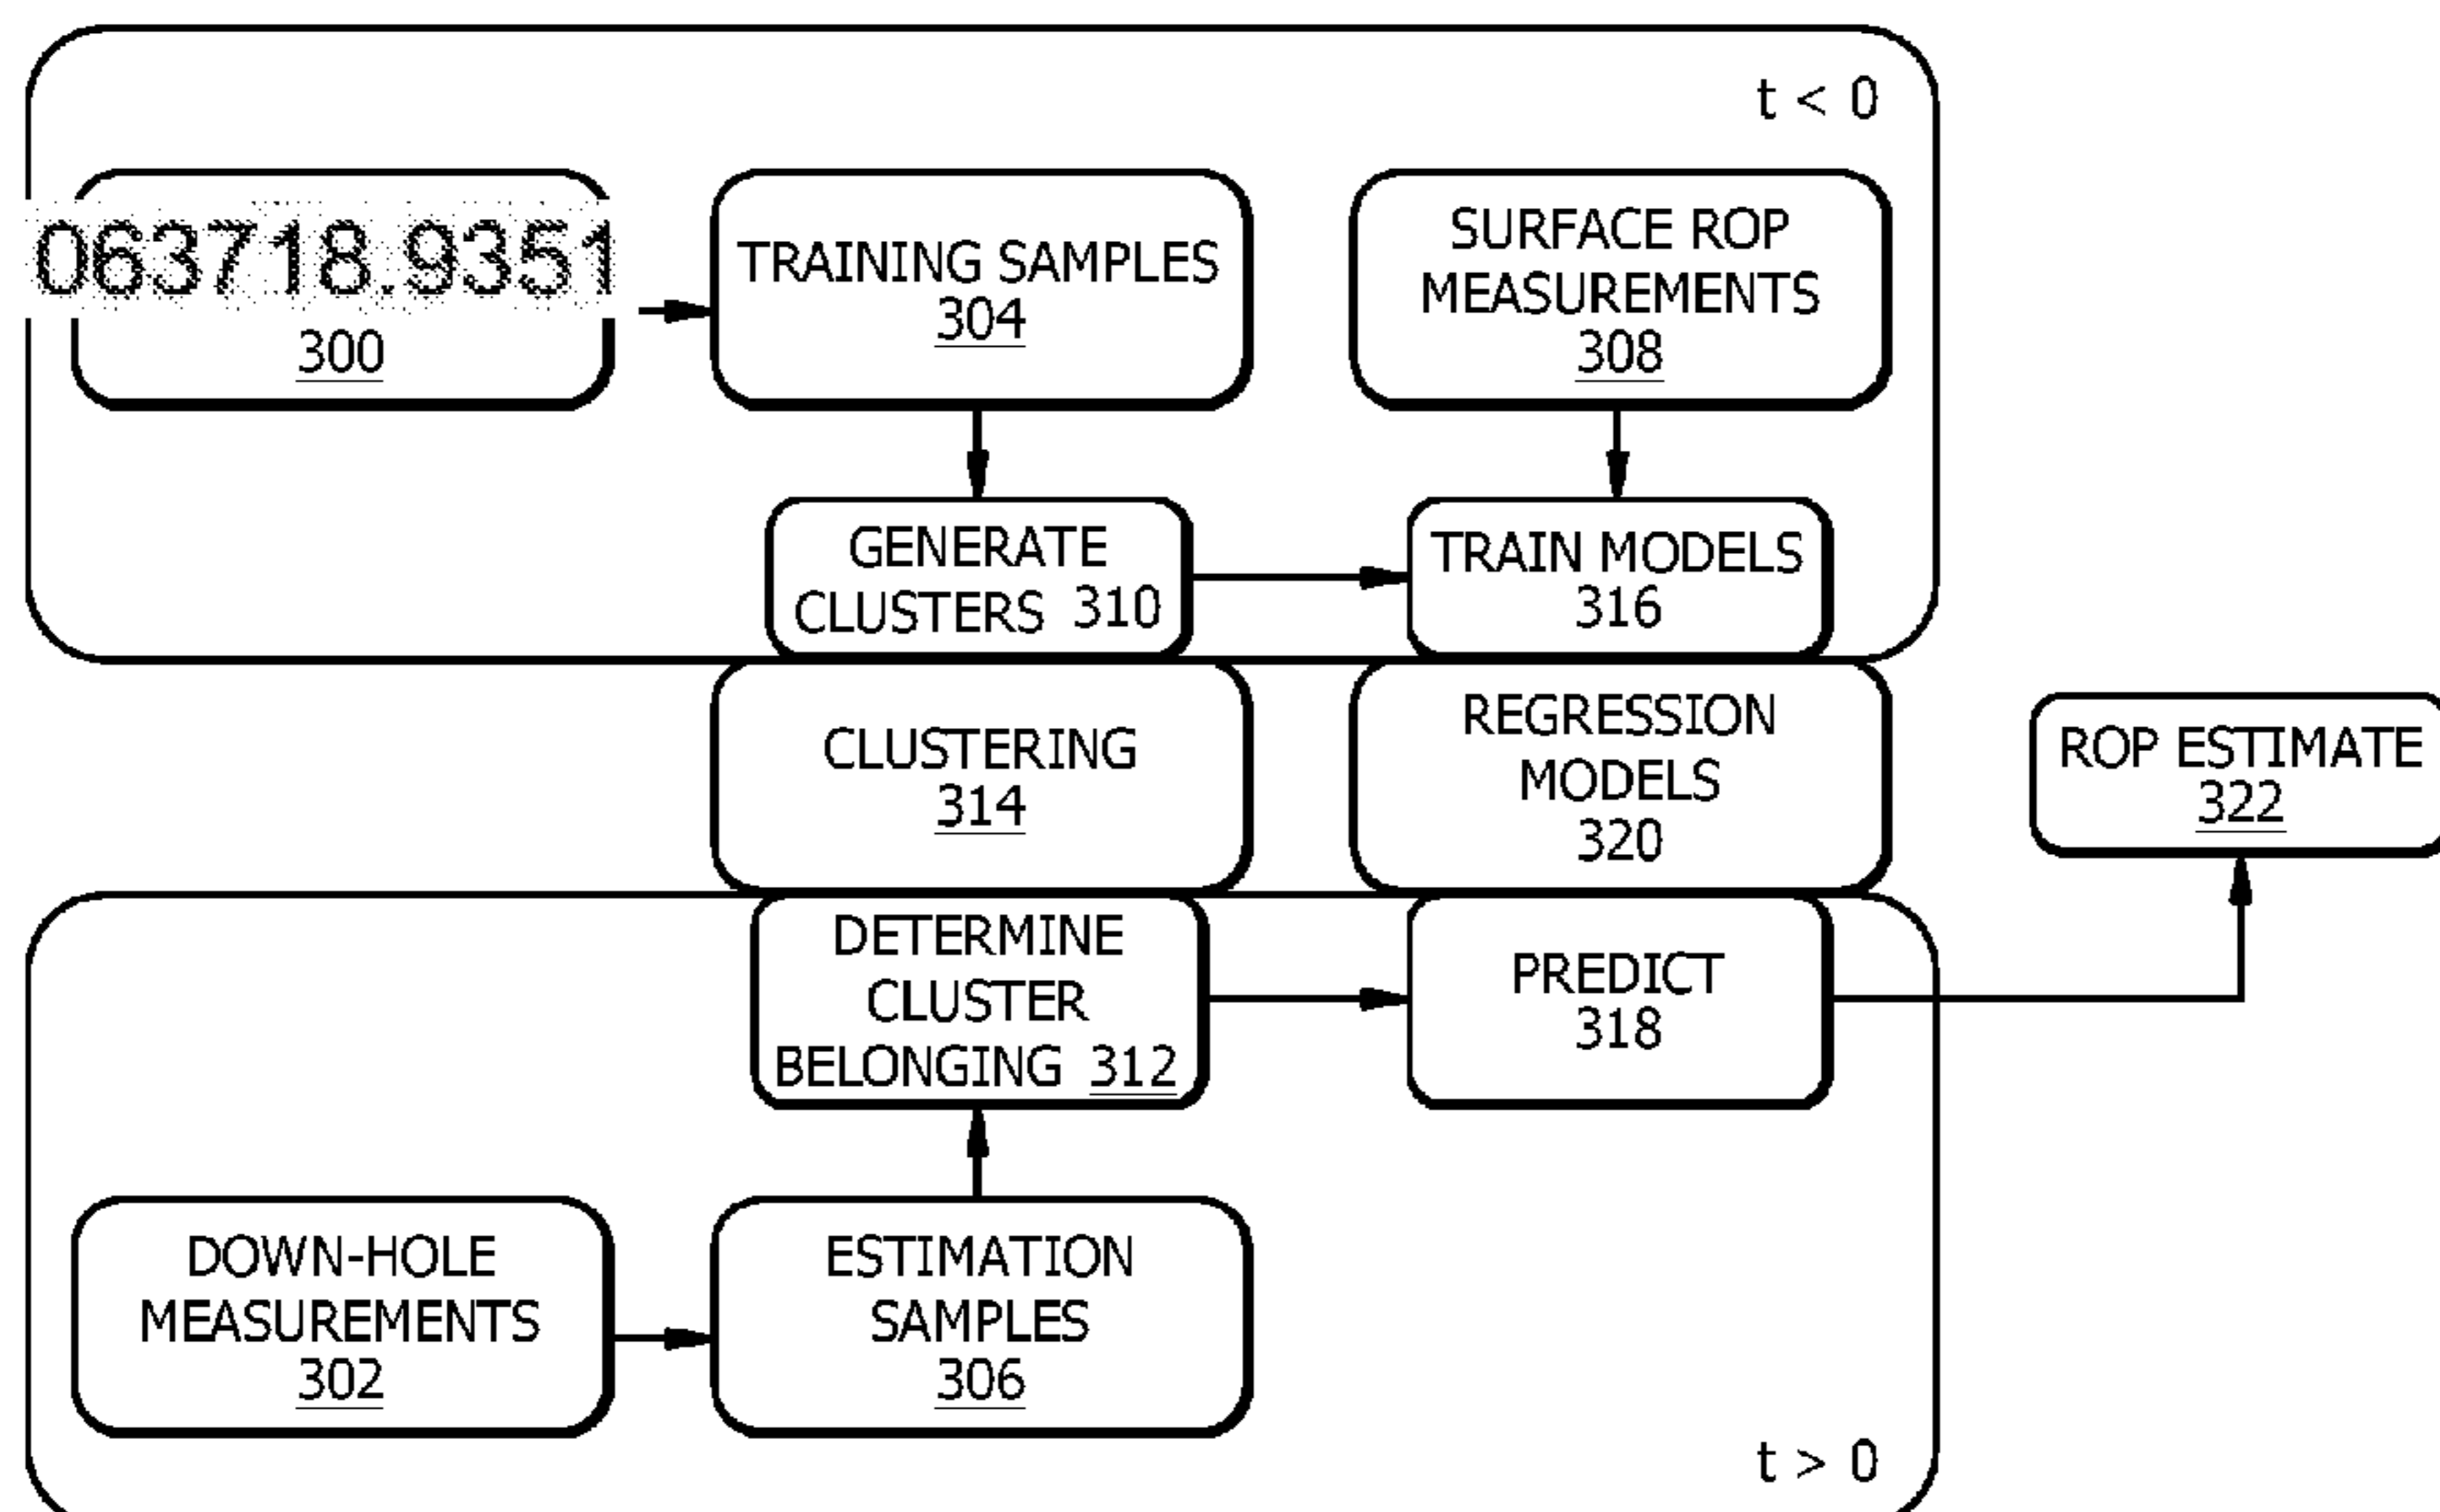 t < 0
063718.9351
300
TRAINING SAMPLES
304
SURFACE ROP
MEASUREMENTS
308
GENERATE
CLUSTERS 310
TRAIN MODELS
316
CLUSTERING
314
REGRESSION
MODELS
320
ROP ESTIMATE
322
DETERMINE
CLUSTER
BELONGING 312
PREDICT
318
DOWN-HOLE
MEASUREMENTS
302
ESTIMATION
SAMPLES
306
t > 0